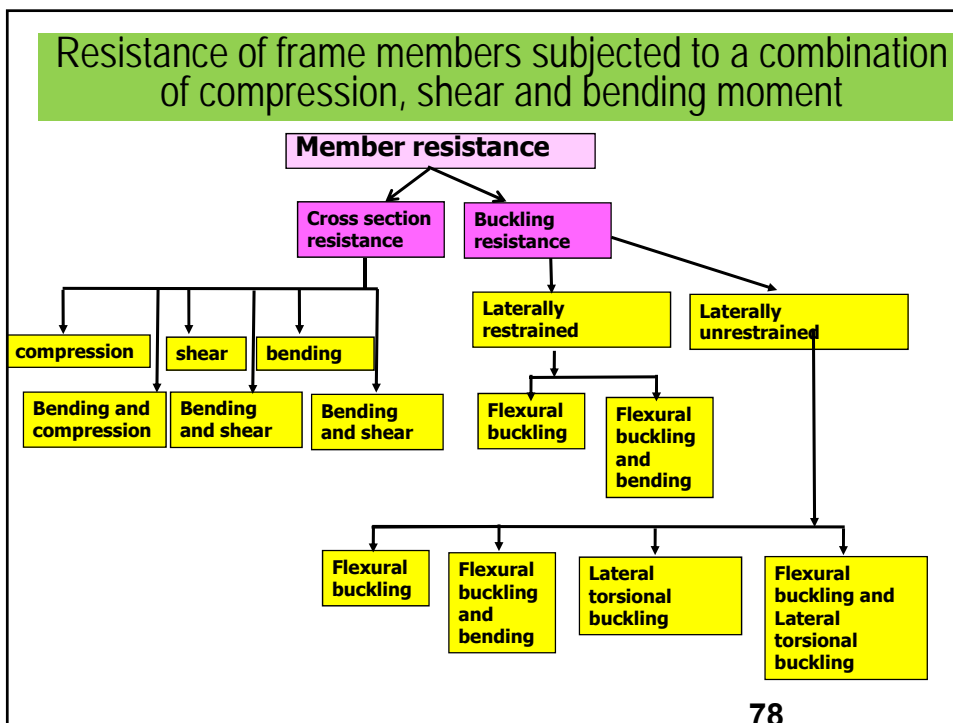 Resistance of frame members subjected to a combination
of compression, shear and bending moment
Member resistance
Cross section
resistance
Buckling
resistance
Laterally
restrained
Laterally
unrestrained
compression
shear
bending
Bending and
compression
Bending
and shear
Bending
and shear
Flexural
buckling
Flexural
buckling
and
bending
Flexural
buckling
Flexural
buckling
and
bending
Lateral
torsional
buckling
Flexural
buckling and
Lateral
torsional
buckling
78